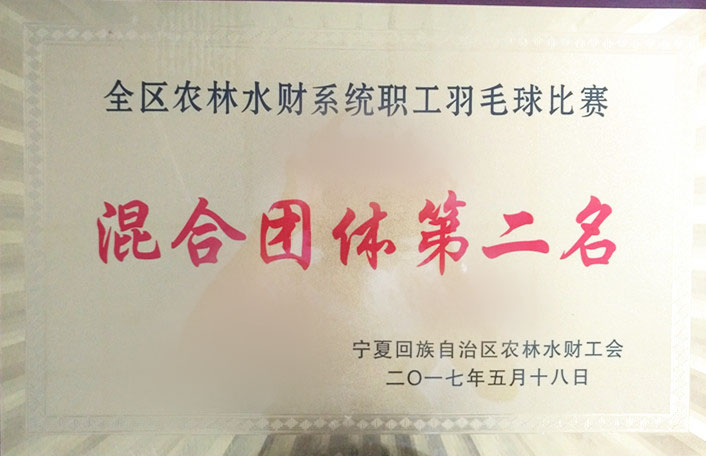 全区农林水财系统职工羽毛球比赛
混合团体第二名
宁夏回族自治区农林水财工会
二〇一七年五月十八日